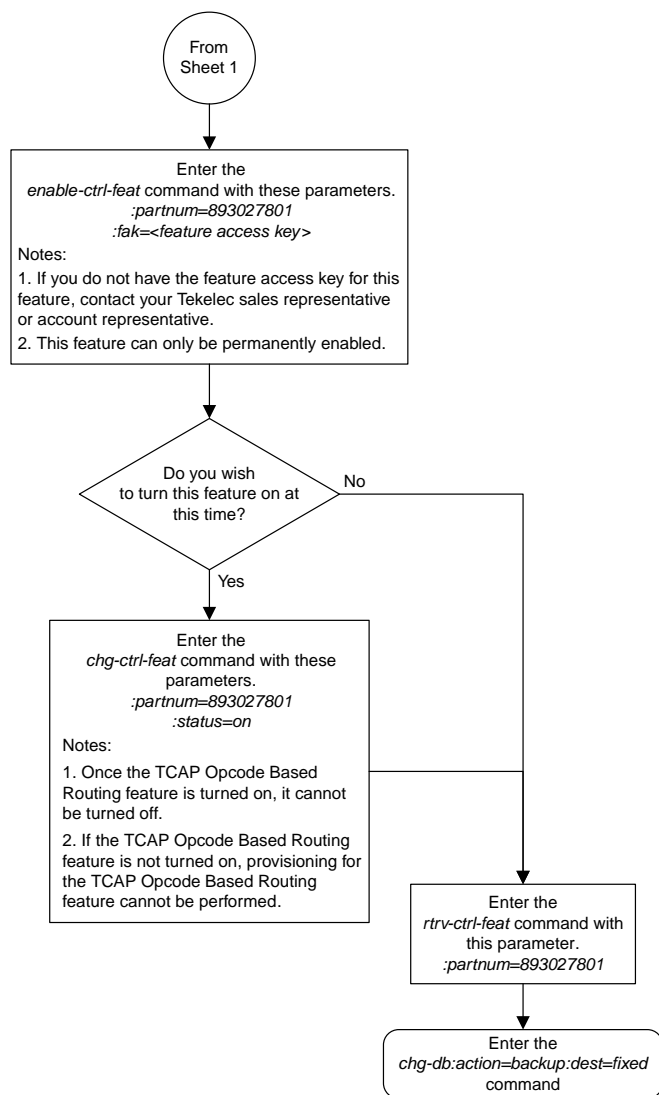 From
Sheet 1
Enter the
enable-ctrl-feat command with these parameters.
:partnum=893027801
:fak=<feature access key>
Notes:
1. If you do not have the feature access key for this
feature, contact your Tekelec sales representative
or account representative.
2. This feature can only be permanently enabled.
Do you wish
to turn this feature on at
this time?
No
Yes
Enter the
chg-ctrl-feat command with these
parameters.
:partnum=893027801
:status=on
Notes:
1. Once the TCAP Opcode Based
Routing feature is turned on, it cannot
be turned off.
2. If the TCAP Opcode Based Routing
feature is not turned on, provisioning for
the TCAP Opcode Based Routing
feature cannot be performed.
Enter the
rtrv-ctrl-feat command with
this parameter.
:partnum=893027801
Enter the
chg-db:action=backup:dest=fixed
command